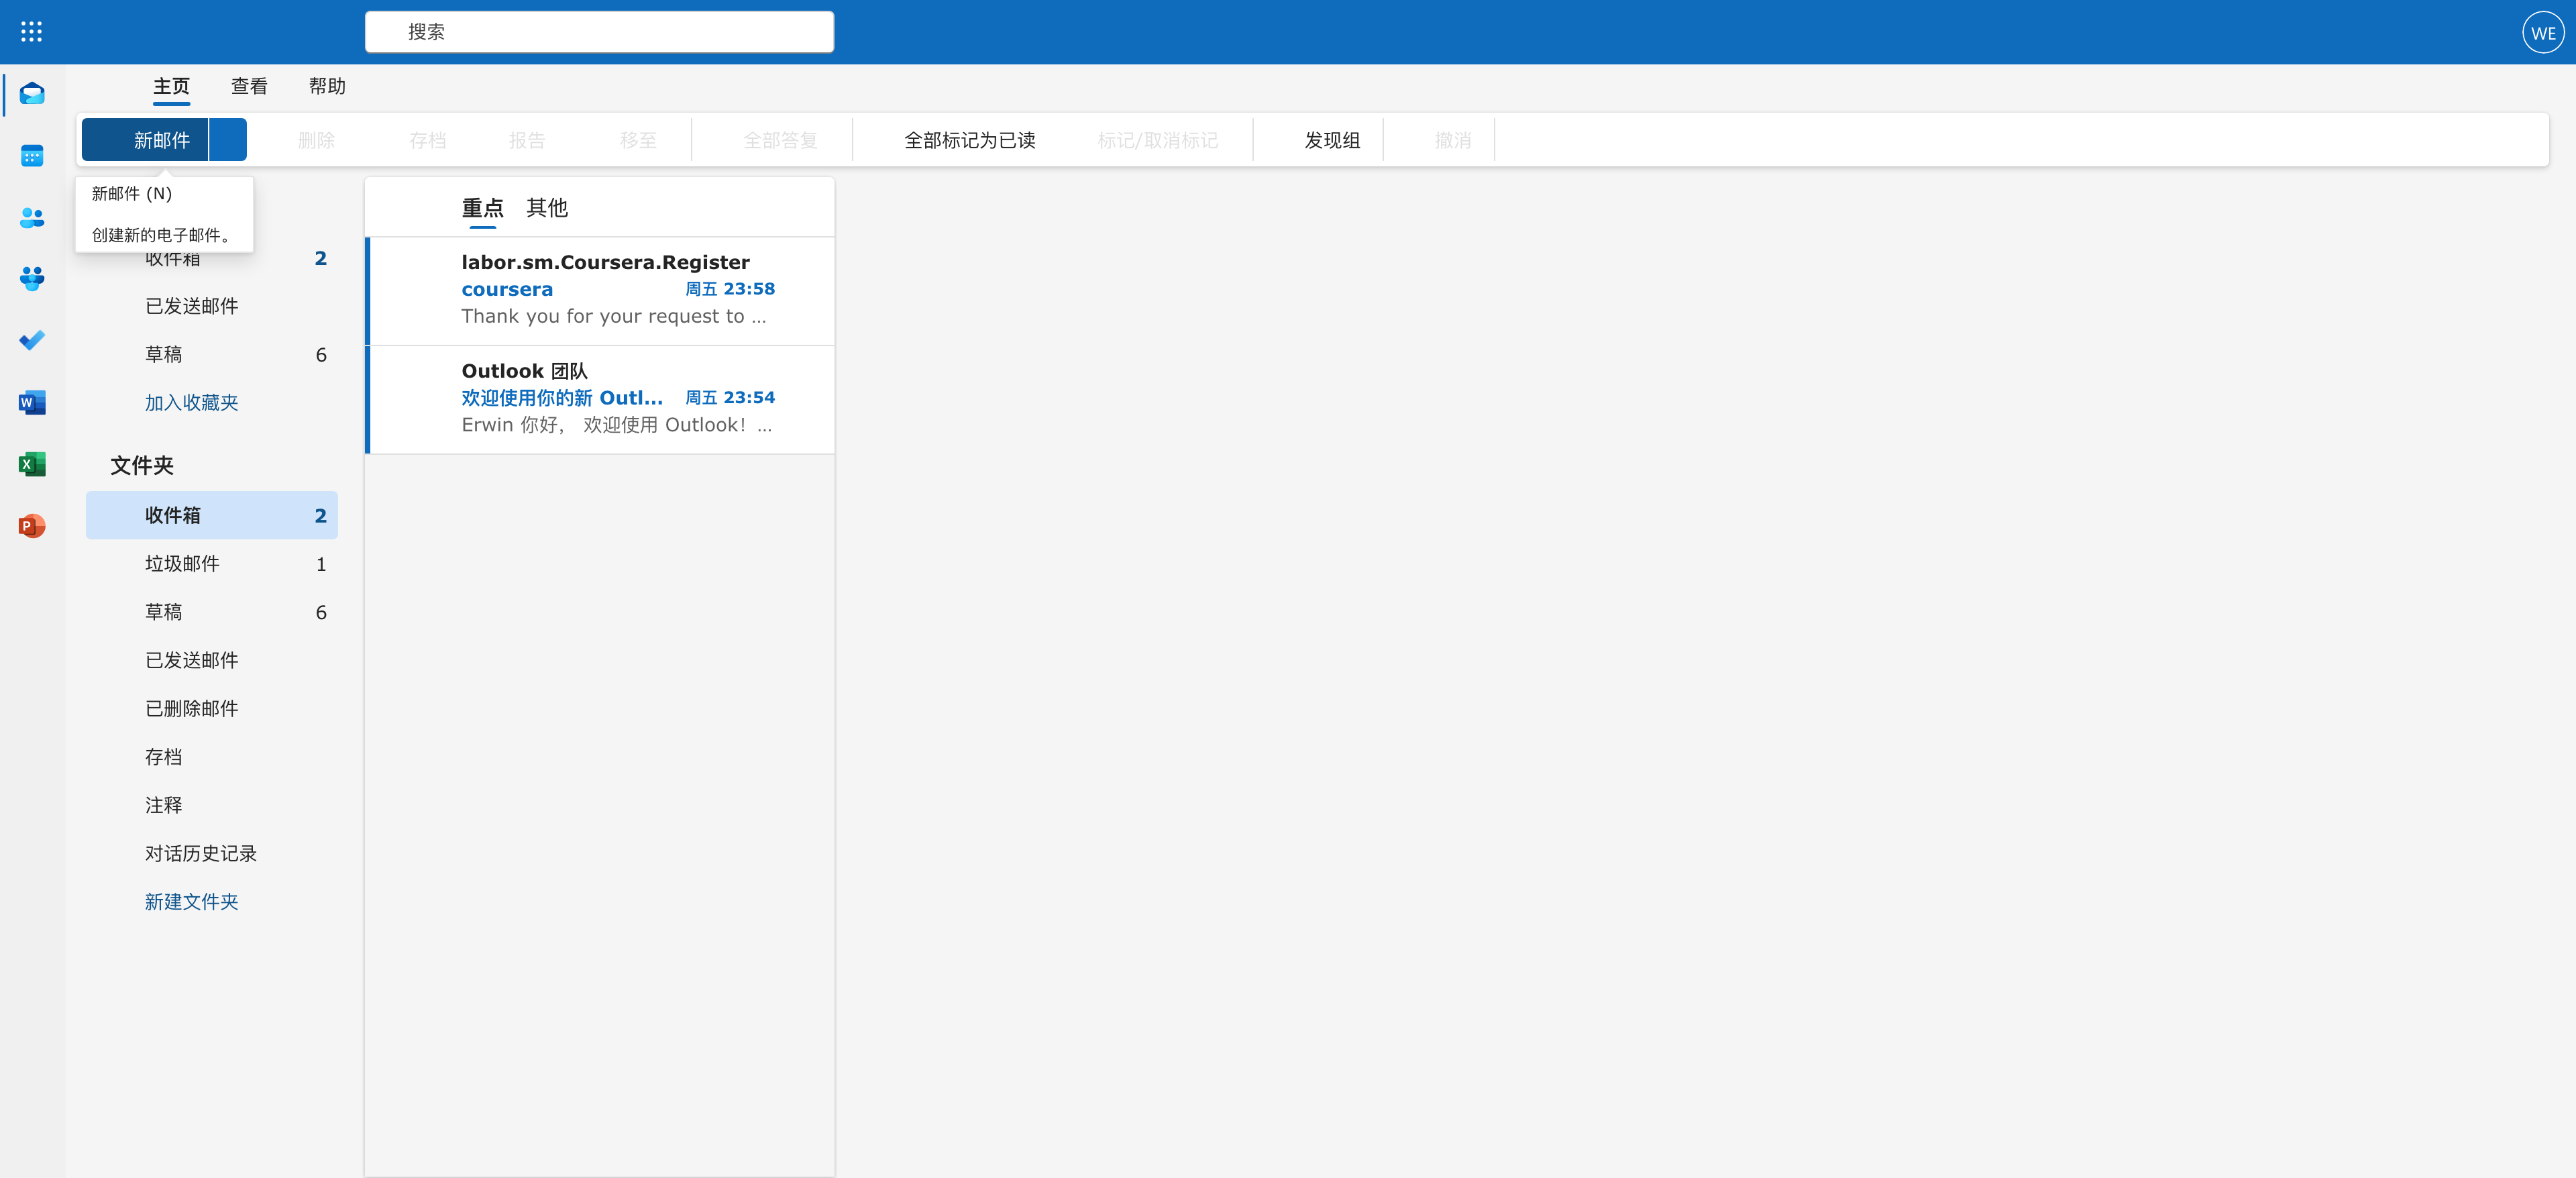 搜索
WE
主页 查看 帮助
新邮件 删除 存档 报告 移至 全部答复 全部标记为已读 标记/取消标记 发现组 撤消
新邮件 (N)
创建新的电子邮件。
收件箱 2
已发送邮件
草稿 6
加入收藏夹
文件夹
收件箱 2
垃圾邮件 1
草稿 6
已发送邮件
已删除邮件
存档
注释
对话历史记录
新建文件夹
重点 其他
labor.sm.Coursera.Register
coursera 周五 23:58
Thank you for your request to ...
Outlook 团队
欢迎使用你的新 Outl... 周五 23:54
Erwin 你好， 欢迎使用 Outlook！...
W
X
P